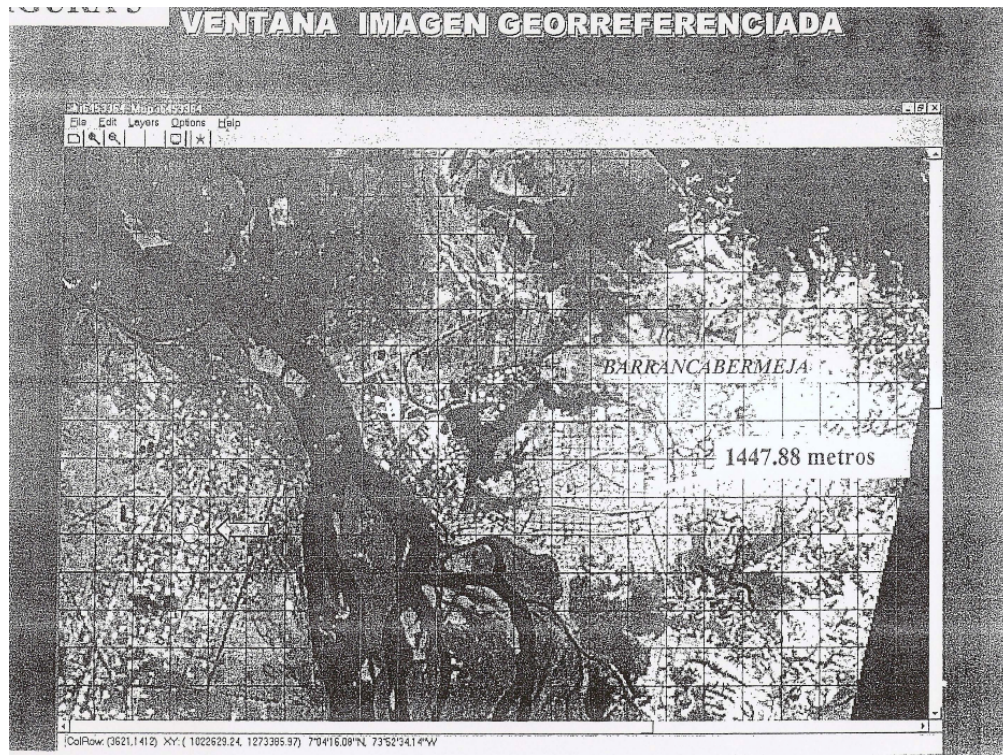 VENTANA IMAGEN GEORREFERENCIADA
File Edit Layers Options Help
BARRANCABERMEJA
1447.88 metros
ColRow: (3621,1412) XY: ( 1022629.24, 1273385.97) 7°04'16.08"N, 73°52'34.14"W